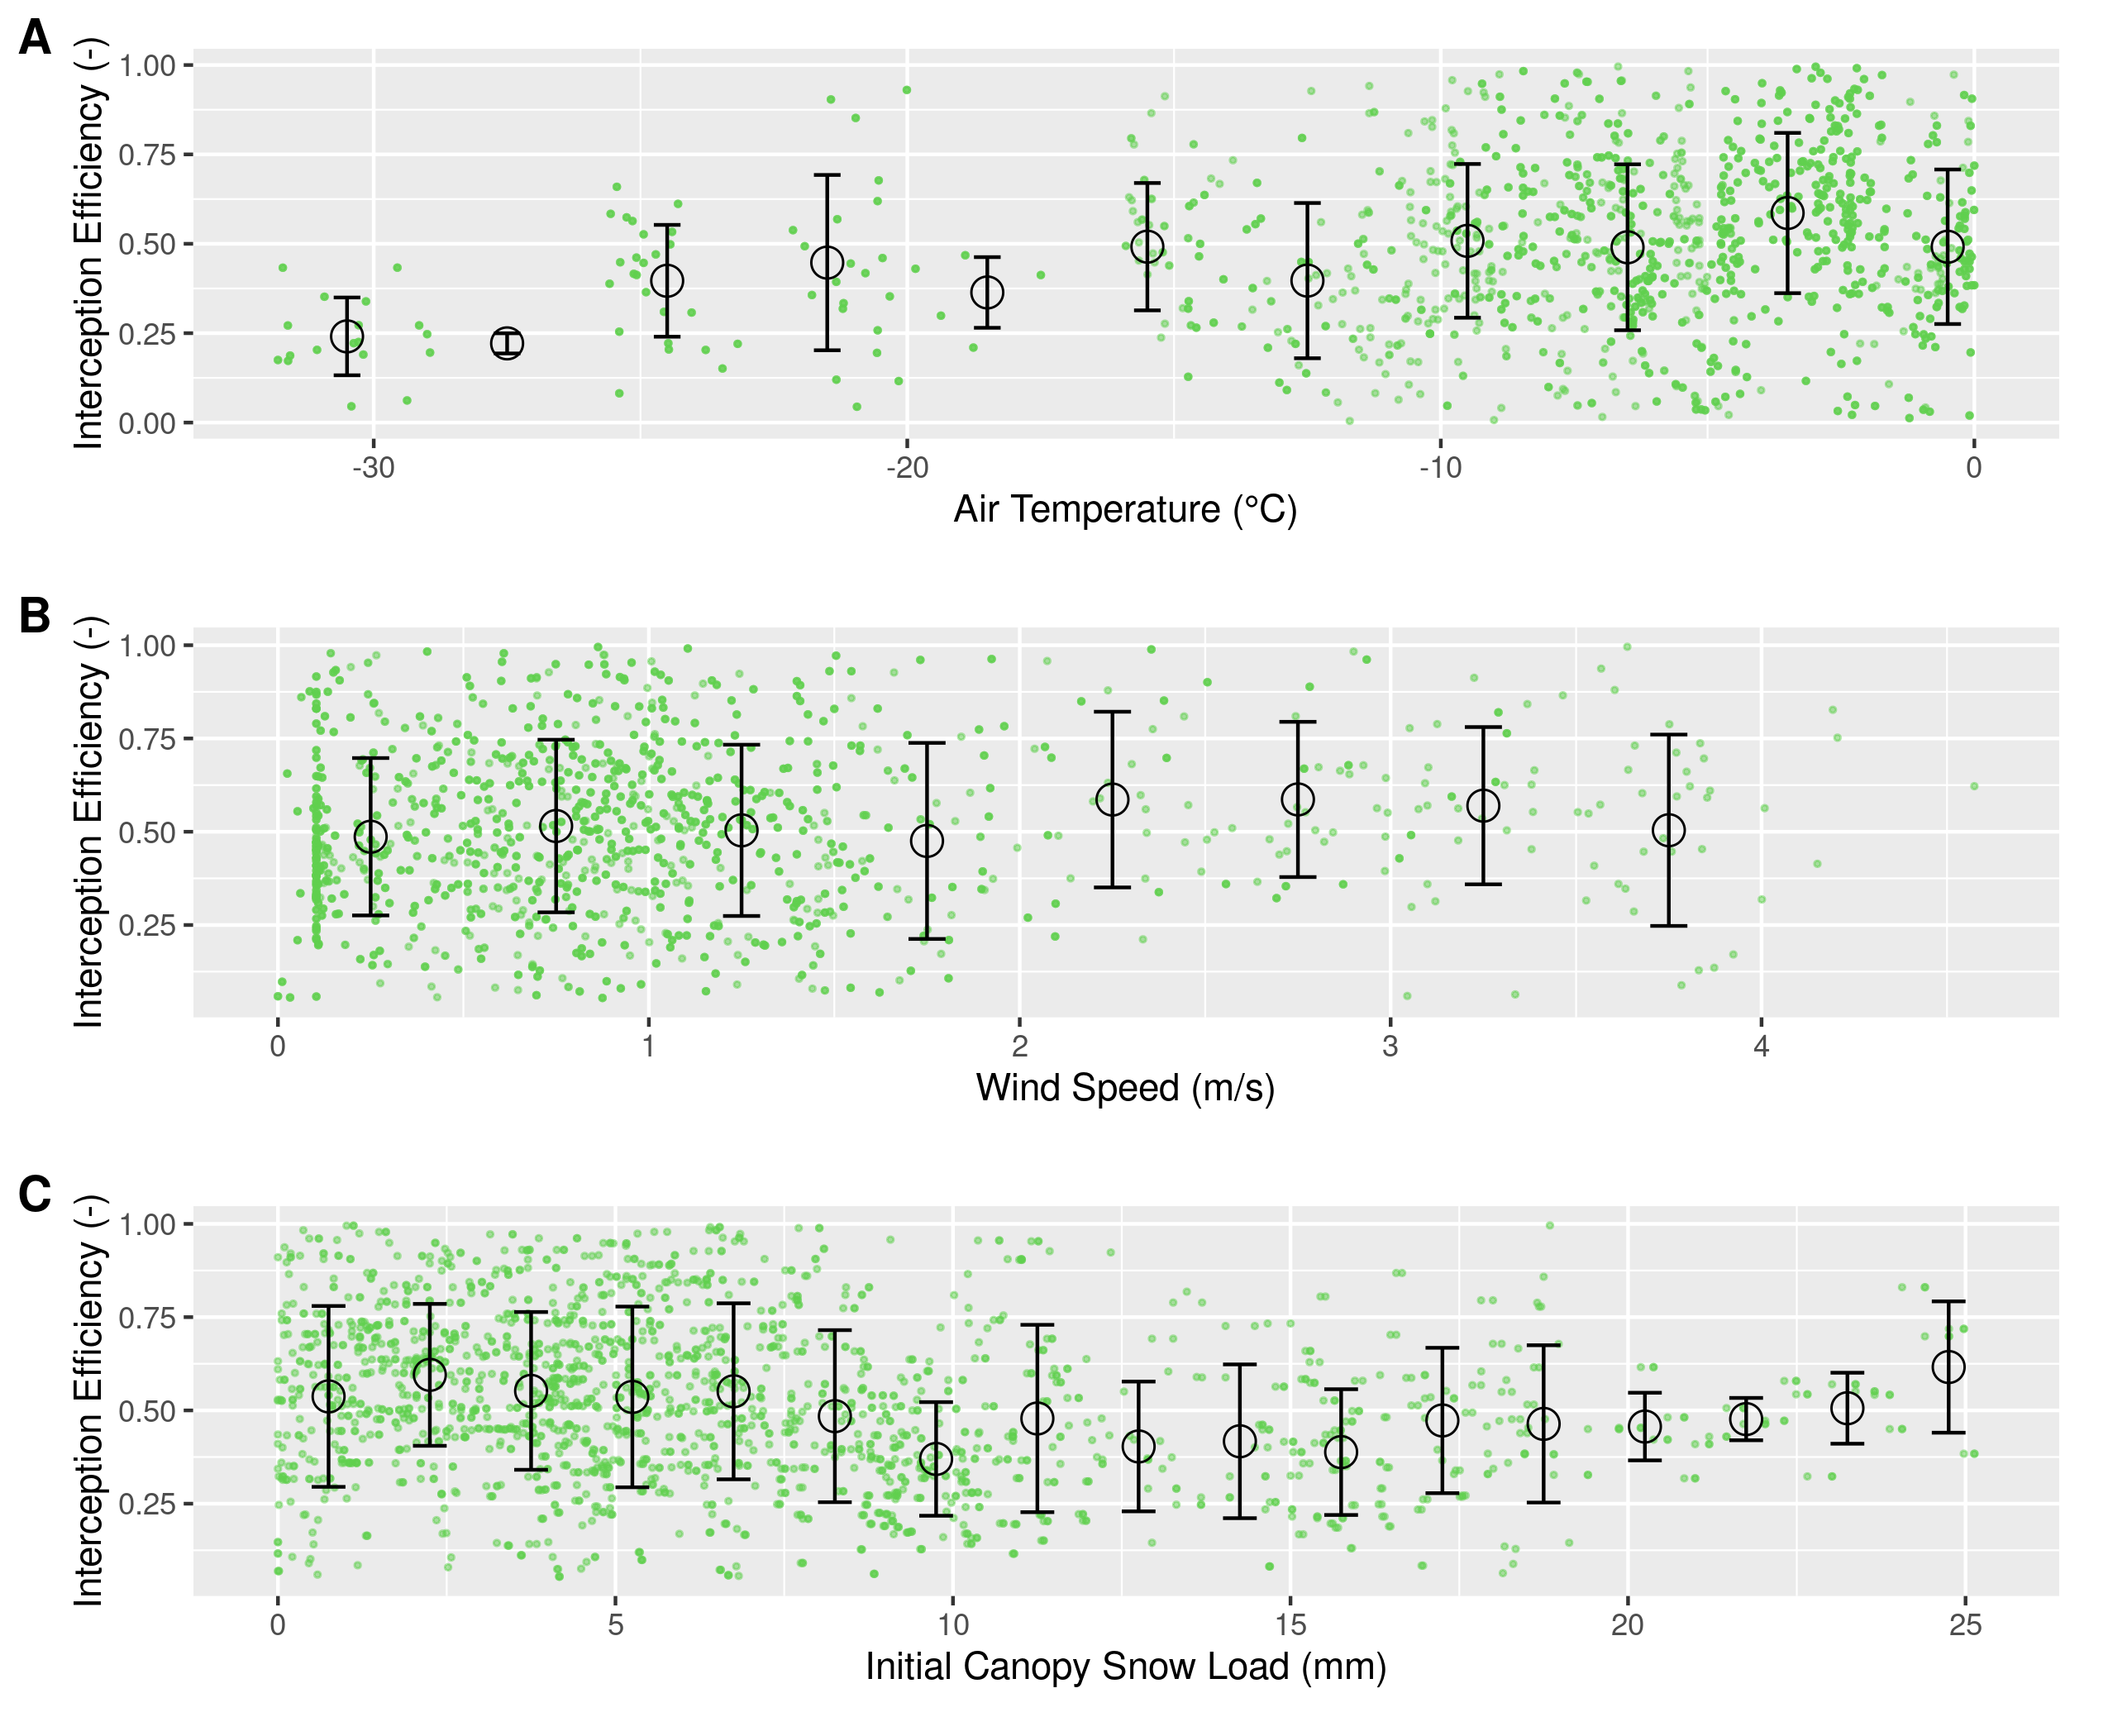 A
Interception Efficiency (-)
1.00
0.75
0.50
0.25
0.00
-30 -20 -10 0
Air Temperature (°C)
B
Interception Efficiency (-)
1.00
0.75
0.50
0.25
0 1 2 3 4
Wind Speed (m/s)
C
Interception Efficiency (-)
1.00
0.75
0.50
0.25
0 5 10 15 20 25
Initial Canopy Snow Load (mm)